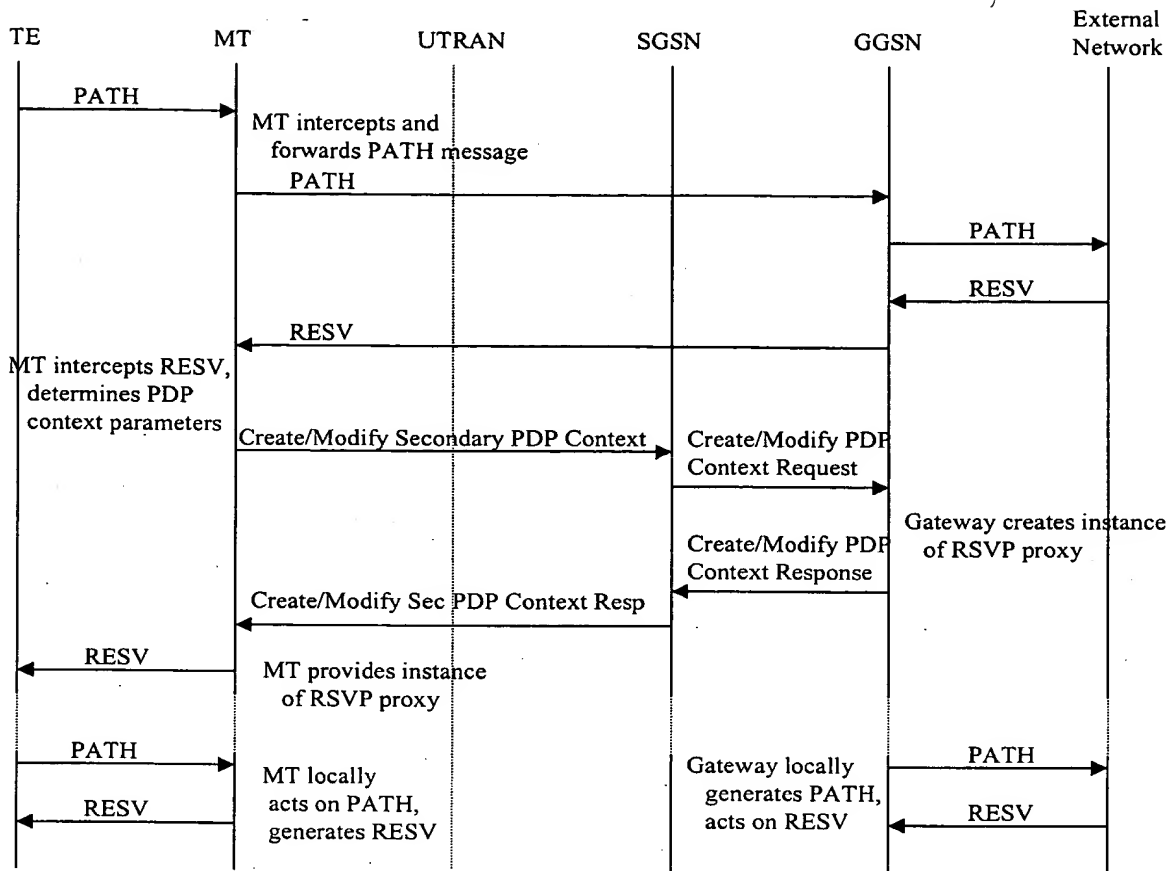 External
Network
TE
MT
UTRAN
SGSN
GGSN
PATH
MT intercepts and
forwards PATH message
PATH
PATH
RESV
RESV
MT intercepts RESV,
determines PDP
context parameters
Create/Modify Secondary PDP Context
Create/Modify PDP
Context Request
Gateway creates instance
of RSVP proxy
Create/Modify PDP
Context Response
Create/Modify Sec PDP Context Resp
RESV
MT provides instance
of RSVP proxy
PATH
MT locally
acts on PATH,
generates RESV
RESV
Gateway locally
generates PATH,
acts on RESV
PATH
RESV